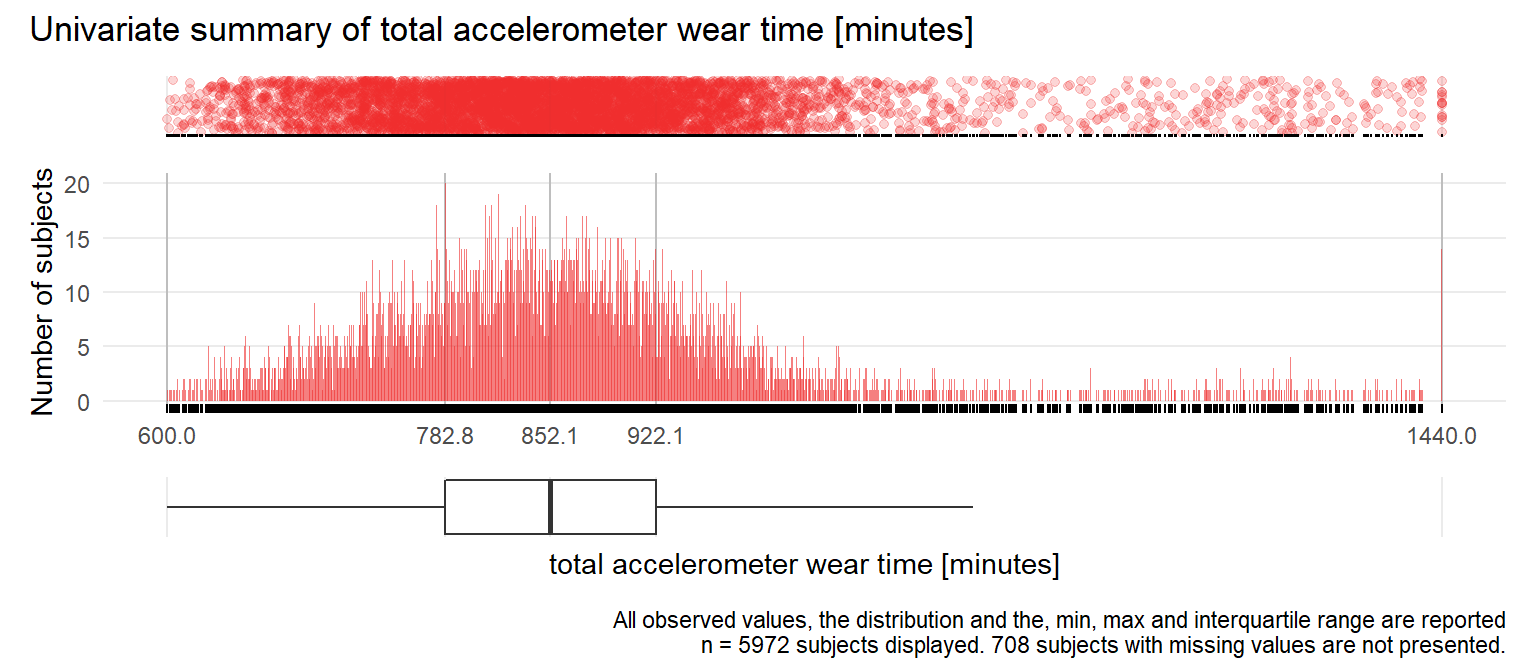 Univariate summary of total accelerometer wear time [minutes]
Number of subjects
20
15
10
5
0
600.0 782.8 852.1 922.1 1440.0
total accelerometer wear time [minutes]
All observed values, the distribution and the, min, max and interquartile range are reported
n = 5972 subjects displayed. 708 subjects with missing values are not presented.